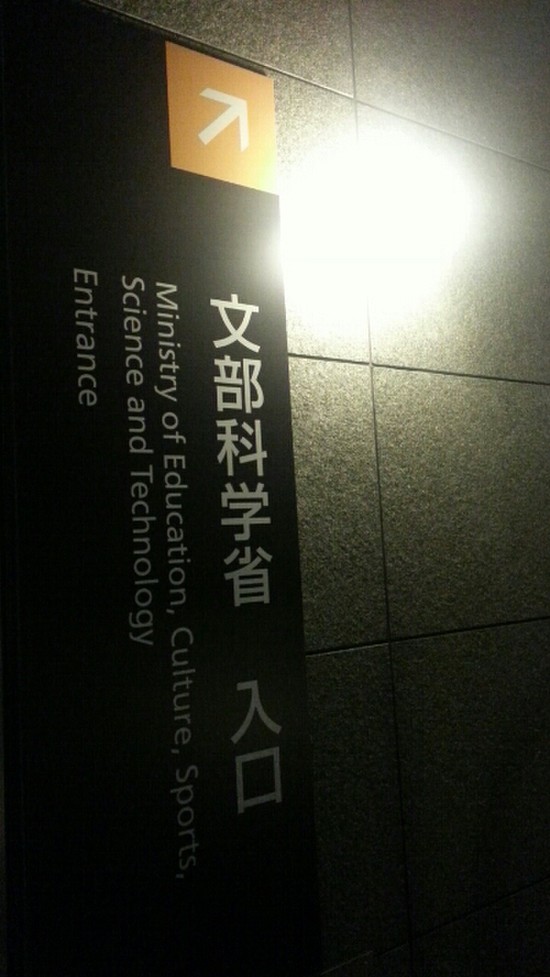 文部科学省 入口
Ministry of Education, Culture, Sports,
Science and Technology
Entrance